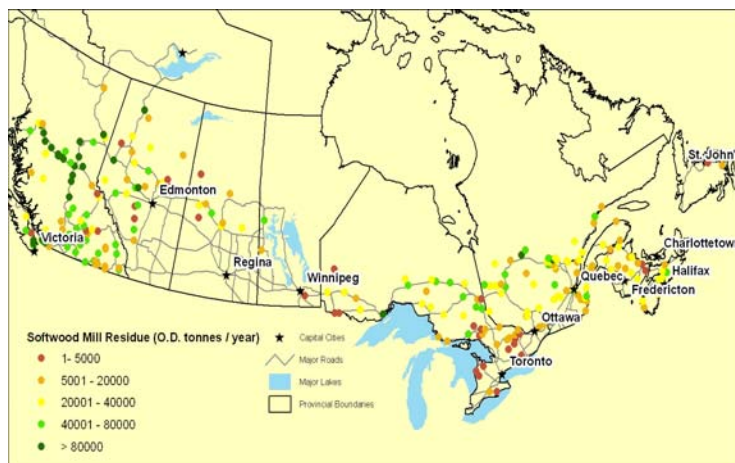 St. John'
Edmonton
Charlottetown
Victoria
Regina
Quebec
Halifax
Winnipeg
Fredericton
Ottawa
Toronto
Softwood Mill Residue (O.D. tonnes / year)
1- 5000
5001 - 20000
20001 - 40000
40001 - 80000
> 80000
Capital Cities
Major Roads
Major Lakes
Provincial Boundaries